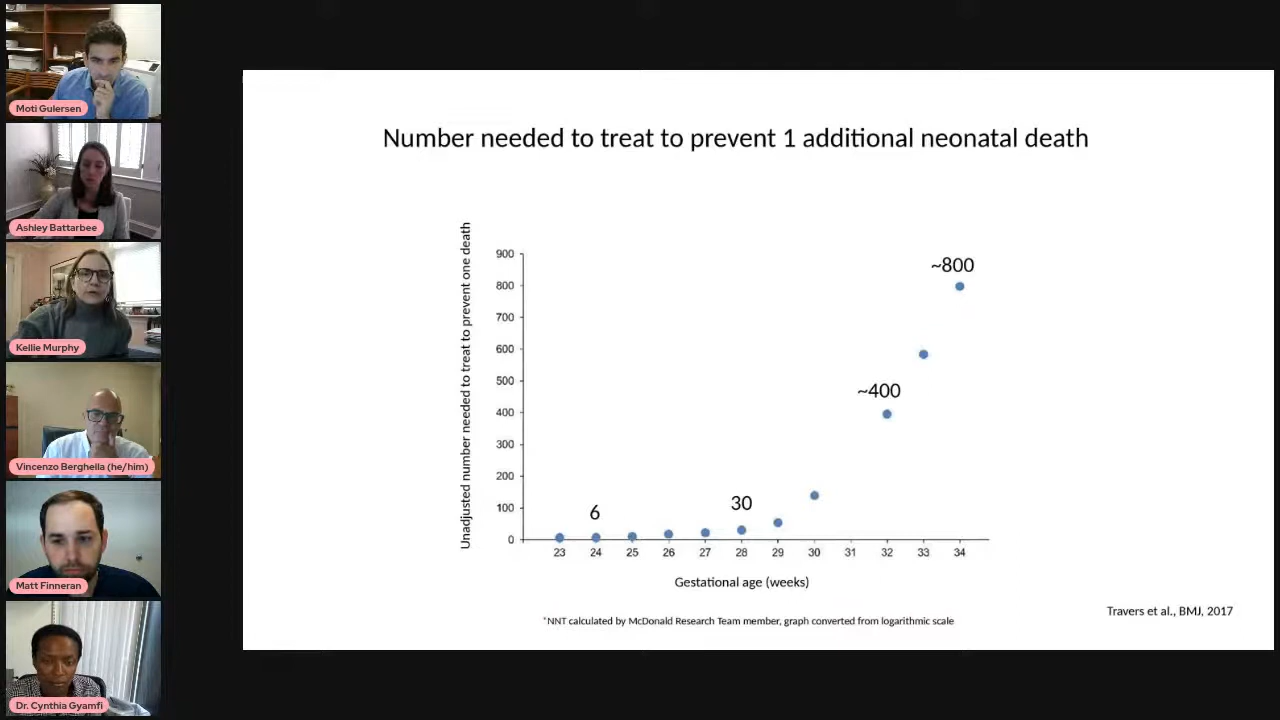 Moti Gulersen
Ashley Battarbee
Kellie Murphy
Vincenzo Berghella (he/him)
Matt Finneran
Dr. Cynthia Gyamfi
Number needed to treat to prevent 1 additional neonatal death
Unadjusted number needed to treat to prevent one death
900
800
700
600
500
400
300
200
100
0
6
30
~400
~800
23 24 25 26 27 28 29 30 31 32 33 34
Gestational age (weeks)
Travers et al., BMJ, 2017
*NNT calculated by McDonald Research Team member, graph converted from logarithmic scale